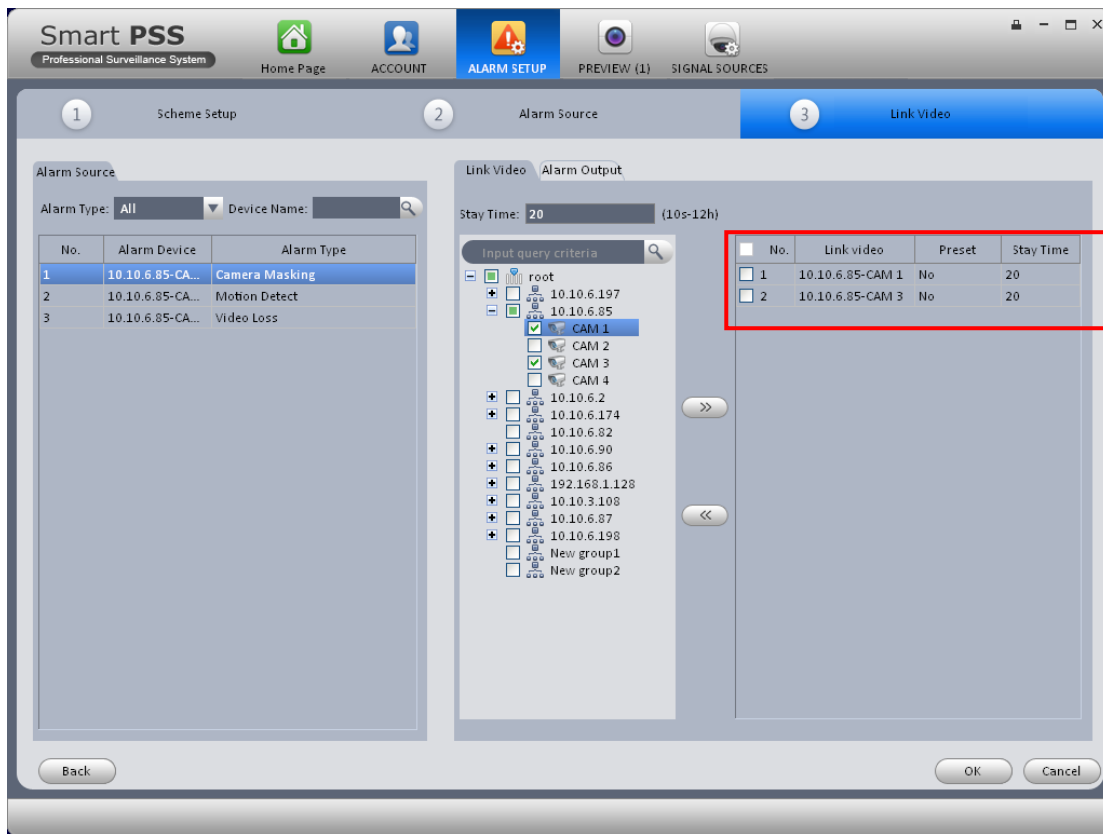 Smart PSS
Professional Surveillance System
Home Page
ACCOUNT
ALARM SETUP
PREVIEW (1)
SIGNAL SOURCES
1 Scheme Setup
2 Alarm Source
3 Link Video
Alarm Source
Alarm Type: All Device Name:
No. Alarm Device Alarm Type
1 10.10.6.85-CA... Camera Masking
2 10.10.6.85-CA... Motion Detect
3 10.10.6.85-CA... Video Loss
Link Video Alarm Output
Stay Time: 20 (10s-12h)
Input query criteria
root
10.10.6.197
10.10.6.85
CAM 1
CAM 2
CAM 3
CAM 4
10.10.6.2
10.10.6.174
10.10.6.82
10.10.6.90
10.10.6.86
192.168.1.128
10.10.3.108
10.10.6.87
10.10.6.198
New group1
New group2
No. Link video Preset Stay Time
1 10.10.6.85-CAM 1 No 20
2 10.10.6.85-CAM 3 No 20
Back
OK
Cancel